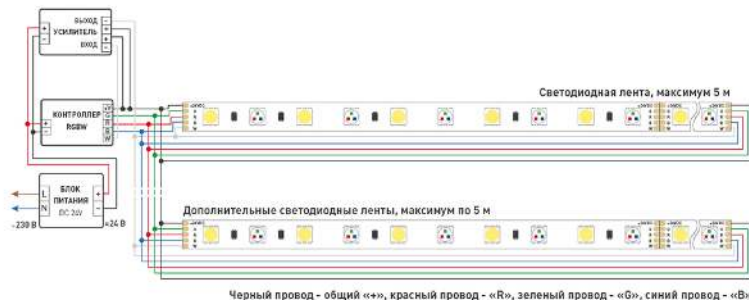 ВЫХОД
УСИЛИТЕЛЬ
ВХОД
Светодиодная лента, максимум 5 м
КОНТРОЛЛЕР
RGBW
БЛОК
ПИТАНИЯ
DC 24V
L
N
~230 В
=24 В
Дополнительные светодиодные ленты, максимум по 5 м
Черный провод - общий «+», красный провод - «R», зеленый провод - «G», синий провод - «B»